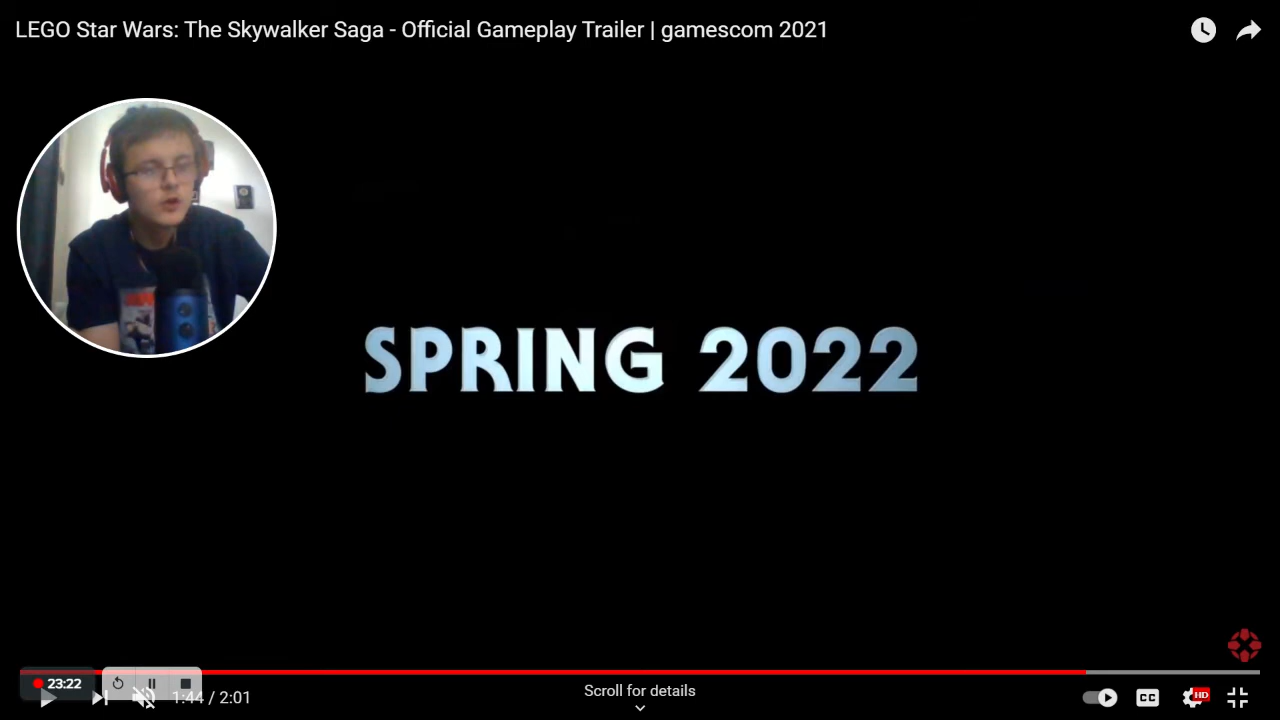 LEGO Star Wars: The Skywalker Saga - Official Gameplay Trailer | gamescom 2021
SPRING 2022
23:22
1:44 / 2:01
Scroll for details
CC
HD